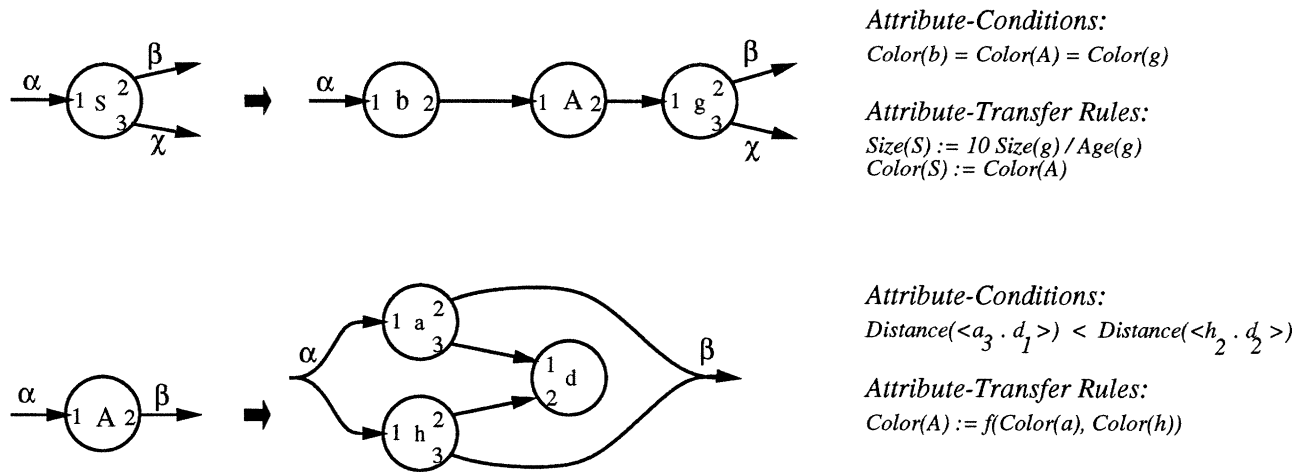 Attribute-Conditions:
Color(b) = Color(A) = Color(g)
Attribute-Transfer Rules:
Size(S) := 10 Size(g) / Age(g)
Color(S) := Color(A)
α 1 S 2 3 β χ
α 1 b 2 1 A 2 1 g 2 3 β χ
Attribute-Conditions:
Distance(<a3 . d1>) < Distance(<h2 . d2>)
Attribute-Transfer Rules:
Color(A) := f(Color(a), Color(h))
α 1 A 2 β
α 1 a 2 3 1 d 2 1 h 2 3 β